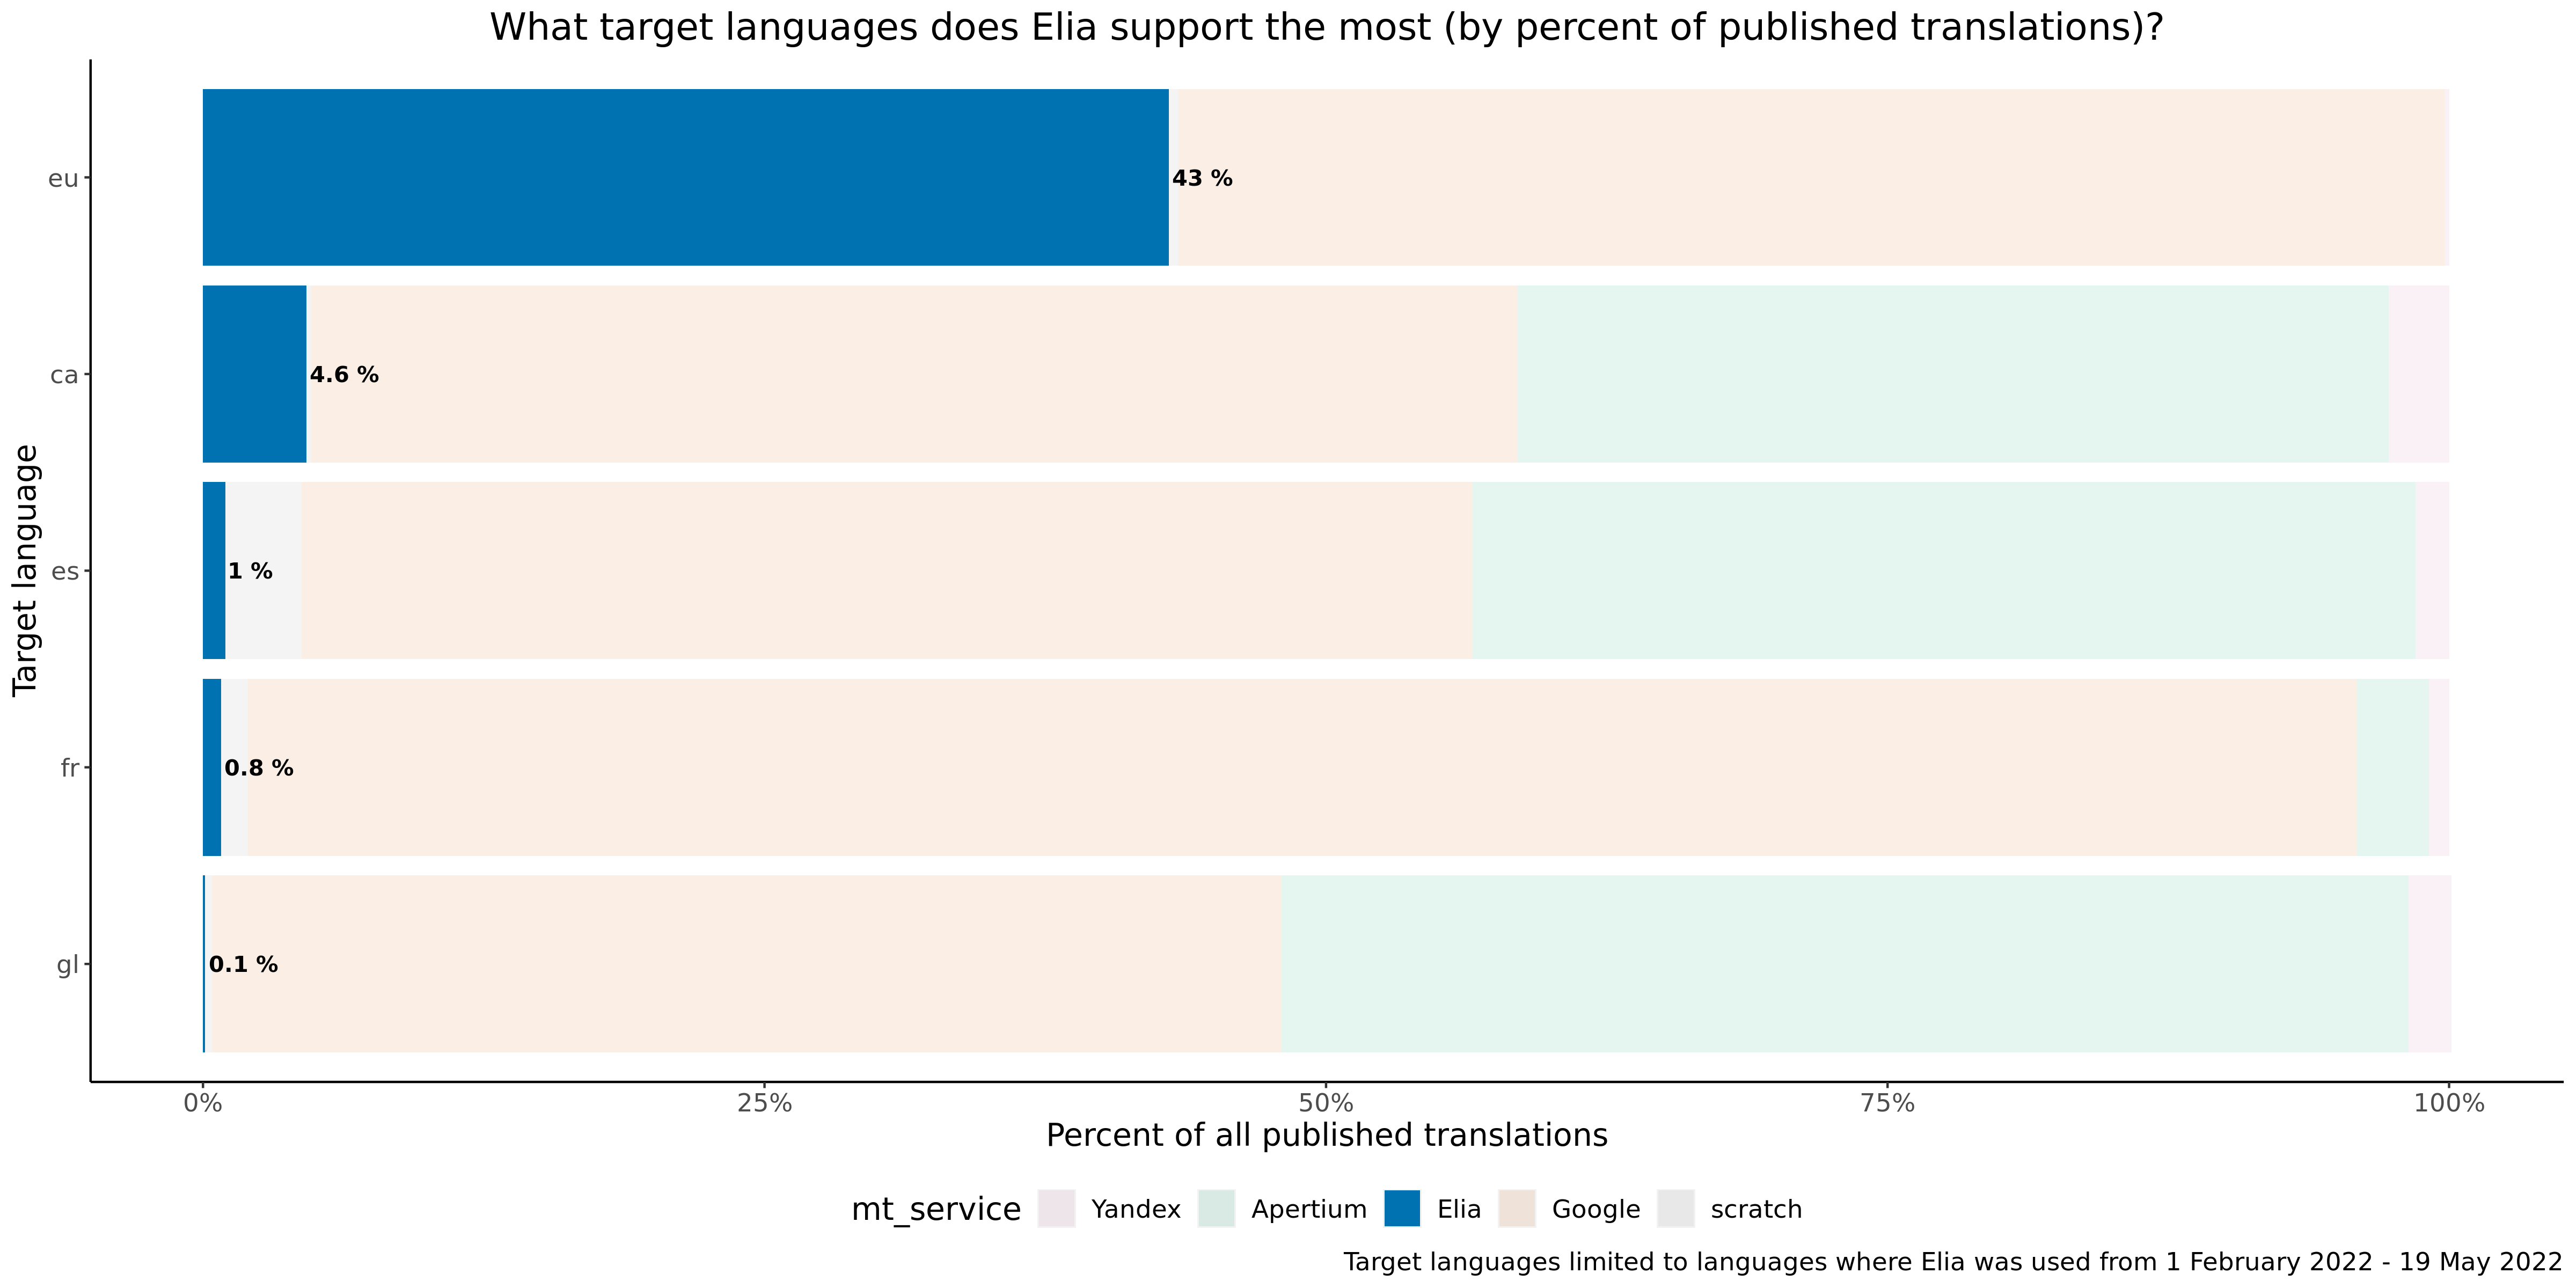 What target languages does Elia support the most (by percent of published translations)?
Target language
eu
43 %
ca
4.6 %
es
1 %
fr
0.8 %
gl
0.1 %
0% 25% 50% 75% 100%
Percent of all published translations
mt_service Yandex Apertium Elia Google scratch
Target languages limited to languages where Elia was used from 1 February 2022 - 19 May 2022